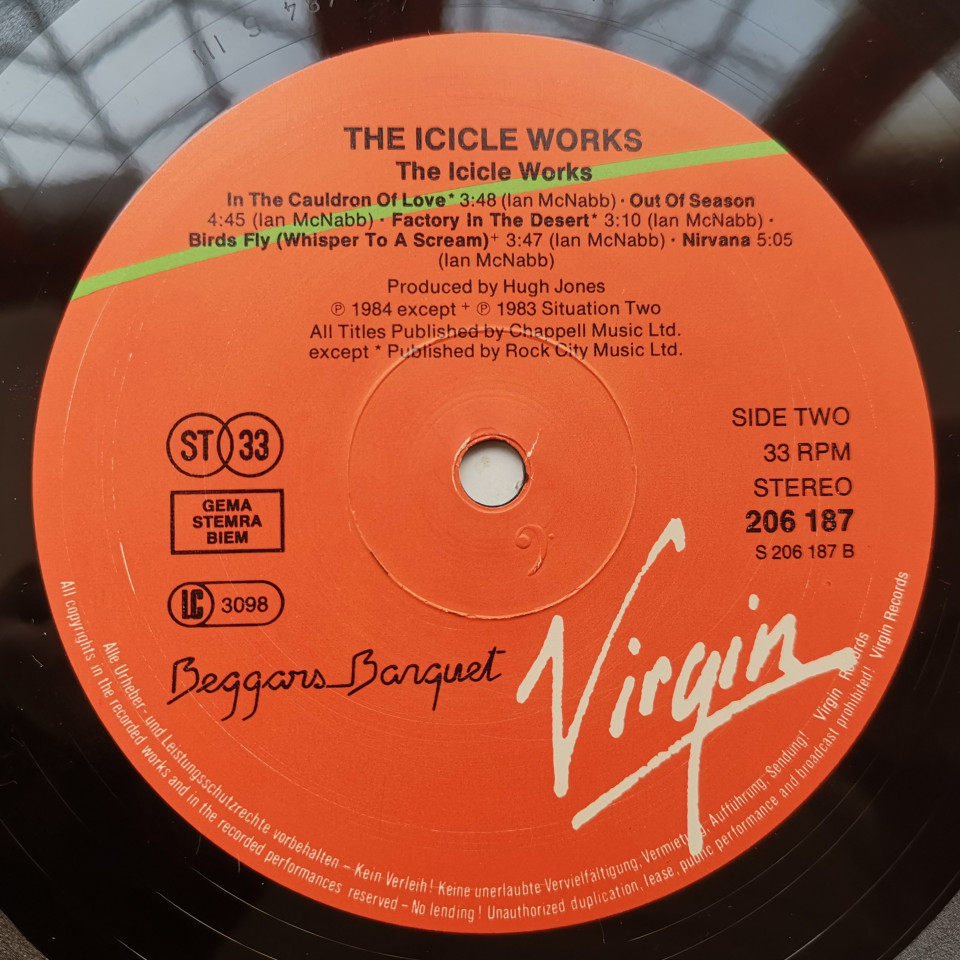 THE ICICLE WORKS
The Icicle Works
In The Cauldron Of Love* 3:48 (Ian McNabb) · Out Of Season
4:45 (Ian McNabb) · Factory In The Desert* 3:10 (Ian McNabb) ·
Birds Fly (Whisper To A Scream)+ 3:47 (Ian McNabb) · Nirvana 5:05
(Ian McNabb)
Produced by Hugh Jones
℗ 1984 except + ℗ 1983 Situation Two
All Titles Published by Chappell Music Ltd.
except * Published by Rock City Music Ltd.
ST 33
GEMA
STEMRA
BIEM
LC 3098
SIDE TWO
33 RPM
STEREO
206 187
S 206 187 B
Beggars Banquet
Virgin
Alle Urheber- und Leistungsschutzrechte vorbehalten – Kein Verleih! Keine unerlaubte Vervielfältigung, Vermietung, Aufführung, Sendung! Virgin Records
All copyrights in the recorded works and in the recorded performances reserved – No lending! Unauthorized duplication, lease, public performance and broadcast prohibited Virgin Records